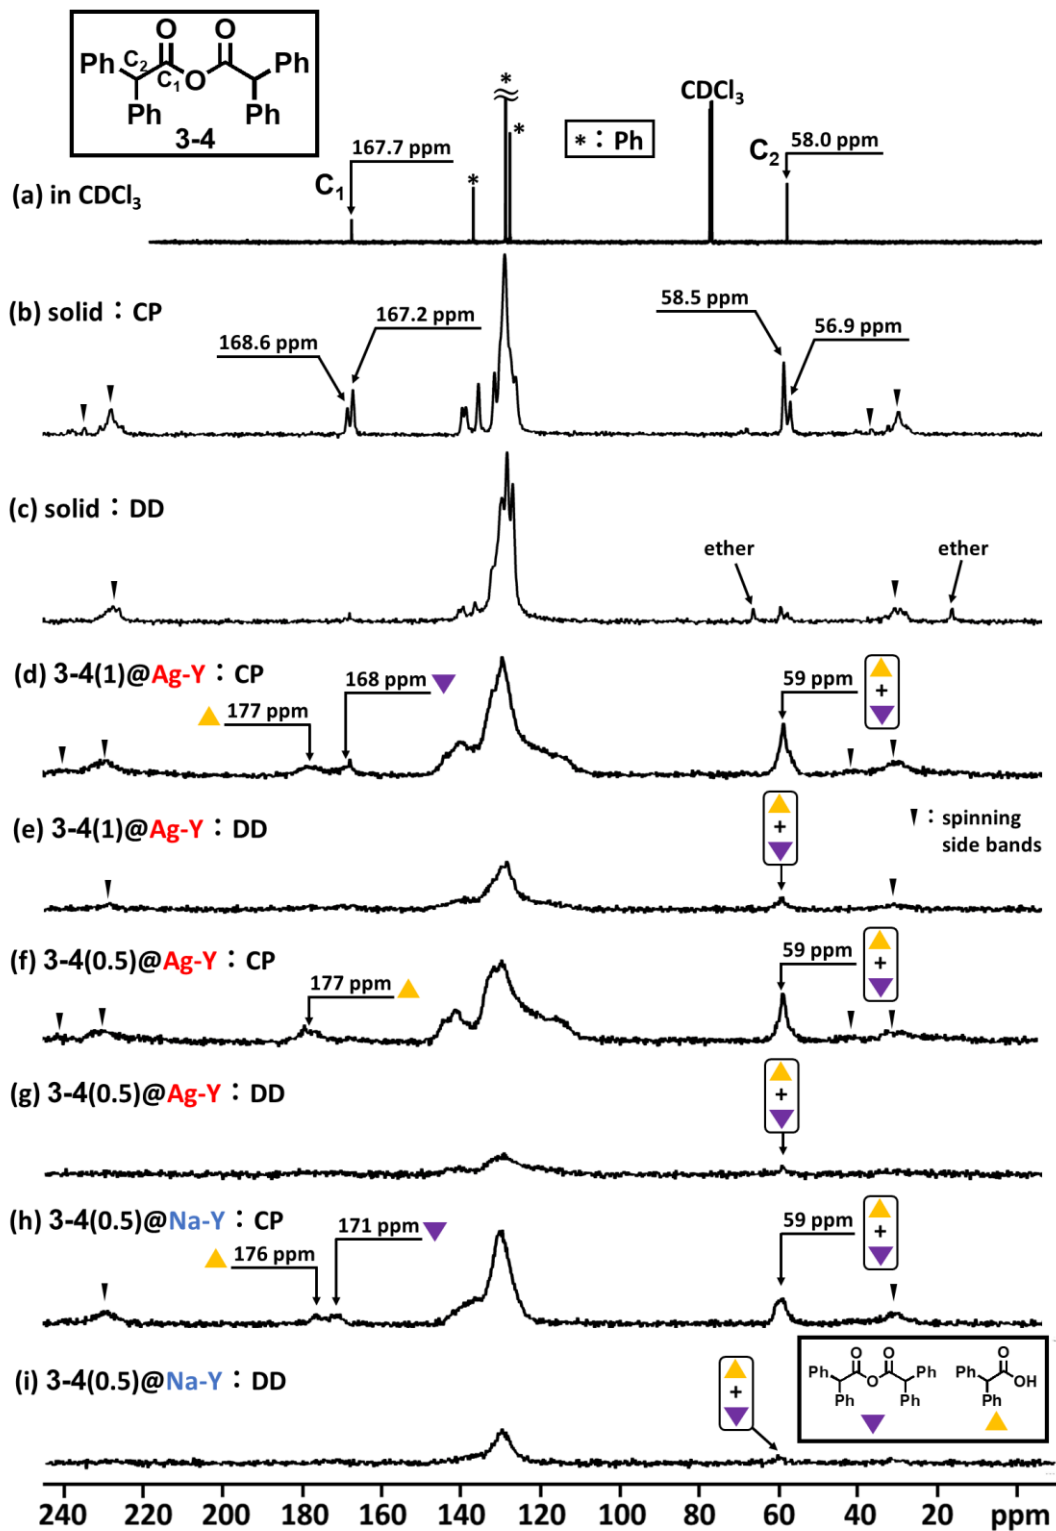 O O
Ph C2 Ph
C1 O
Ph Ph
3-4
* CDCl3
*
* : Ph
167.7 ppm
C1
*
C2
58.0 ppm
(a) in CDCl3
(b) solid : CP
168.6 ppm
167.2 ppm
58.5 ppm
56.9 ppm
(c) solid : DD
ether
ether
(d) 3-4(1)@Ag-Y : CP
177 ppm
168 ppm
59 ppm
+
(e) 3-4(1)@Ag-Y : DD
+
: spinning
side bands
(f) 3-4(0.5)@Ag-Y : CP
177 ppm
59 ppm
+
(g) 3-4(0.5)@Ag-Y : DD
+
(h) 3-4(0.5)@Na-Y : CP
176 ppm
171 ppm
59 ppm
+
(i) 3-4(0.5)@Na-Y : DD
+
O O O
Ph O Ph Ph OH
Ph Ph Ph
240 220 200 180 160 140 120 100 80 60 40 20 ppm